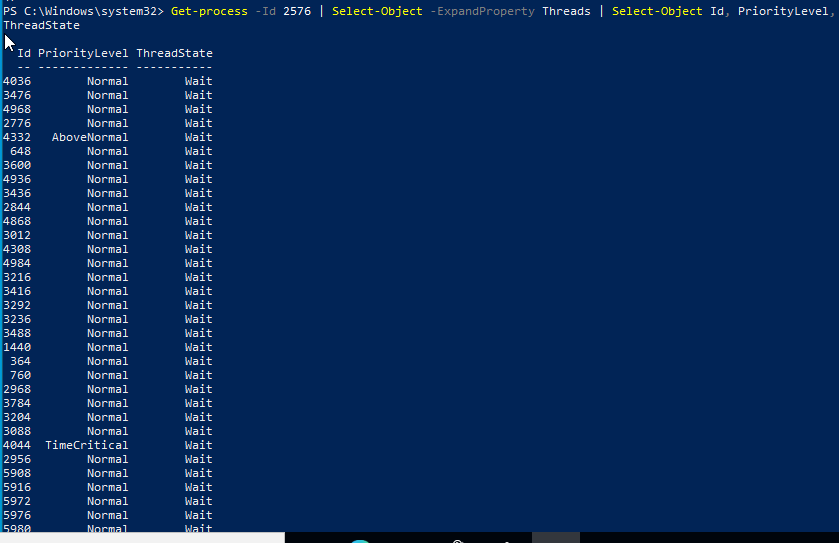 PS C:\Windows\system32> Get-process -Id 2576 | Select-Object -ExpandProperty Threads | Select-Object Id, PriorityLevel,
ThreadState
Id PriorityLevel ThreadState
-- ------------- -----------
4036 Normal Wait
3476 Normal Wait
4968 Normal Wait
2776 Normal Wait
4332 AboveNormal Wait
648 Normal Wait
3600 Normal Wait
4936 Normal Wait
3436 Normal Wait
2844 Normal Wait
4868 Normal Wait
3012 Normal Wait
4308 Normal Wait
4984 Normal Wait
3216 Normal Wait
3416 Normal Wait
3292 Normal Wait
3236 Normal Wait
3488 Normal Wait
1440 Normal Wait
364 Normal Wait
760 Normal Wait
2968 Normal Wait
3784 Normal Wait
3204 Normal Wait
3088 Normal Wait
4044 TimeCritical Wait
2956 Normal Wait
5908 Normal Wait
5916 Normal Wait
5972 Normal Wait
5976 Normal Wait
5980 Normal Wait